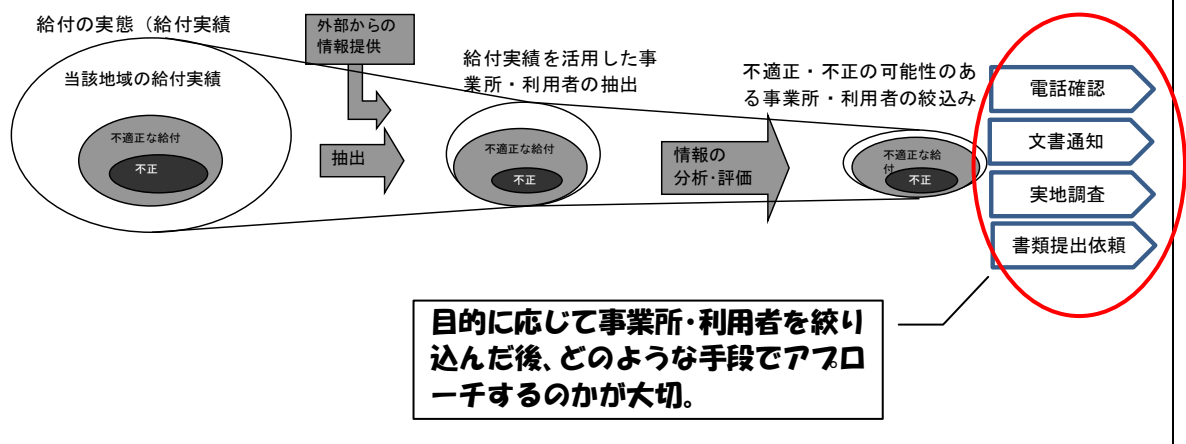 給付の実態（給付実績
当該地域の給付実績
不適正な給付
不正
外部からの
情報提供
抽出
給付実績を活用した事
業所・利用者の抽出
不適正な給付
不正
情報の
分析・評価
不適正・不正の可能性のあ
る事業所・利用者の絞込み
不適正な給
付
不正
電話確認
文書通知
実地調査
書類提出依頼
目的に応じて事業所・利用者を絞り
込んだ後、どのような手段でアプロ
ーチするのかが大切。